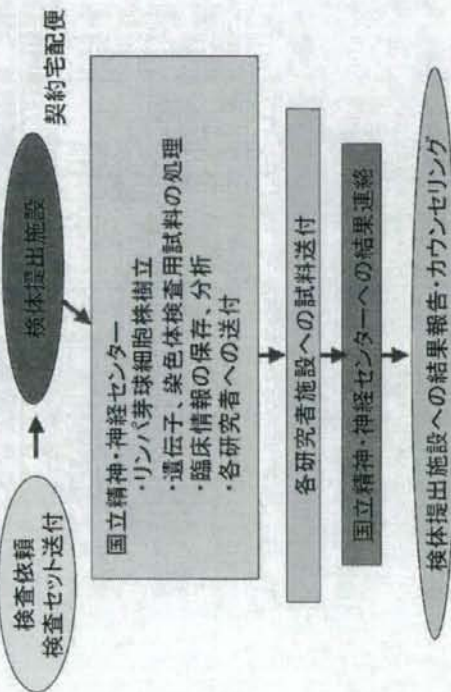 検査依頼
検査セット送付
検体提出施設
契約宅配便
国立精神・神経センター
・リンパ芽球細胞株樹立
・遺伝子、染色体検査用試料の処理
・臨床情報の保存、分析
・各研究者への送付
各研究者施設への試料送付
国立精神・神経センターへの結果連絡
検体提出施設への結果報告・カウンセリング